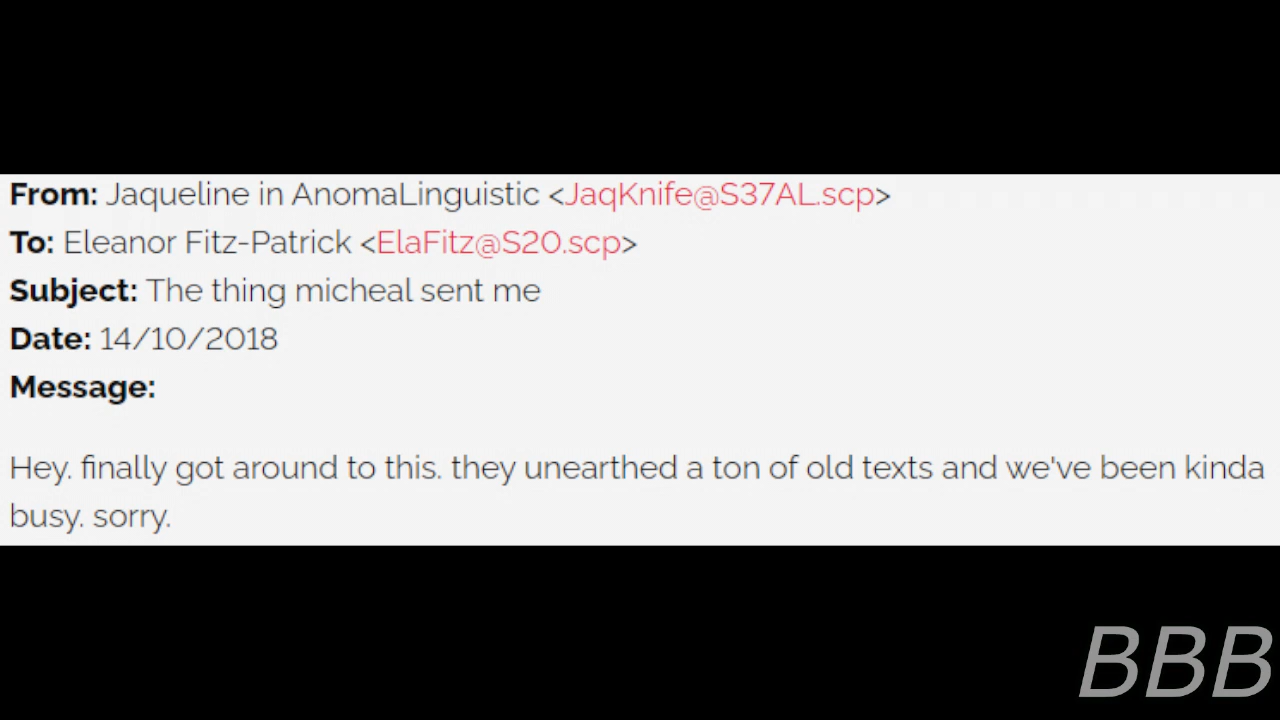 From: Jaqueline in AnomaLinguistic <JaqKnife@S37AL.scp>
To: Eleanor Fitz-Patrick <ElaFitz@S20.scp>
Subject: The thing micheal sent me
Date: 14/10/2018
Message:
Hey. finally got around to this. they unearthed a ton of old texts and we've been kinda
busy. sorry.
BBB